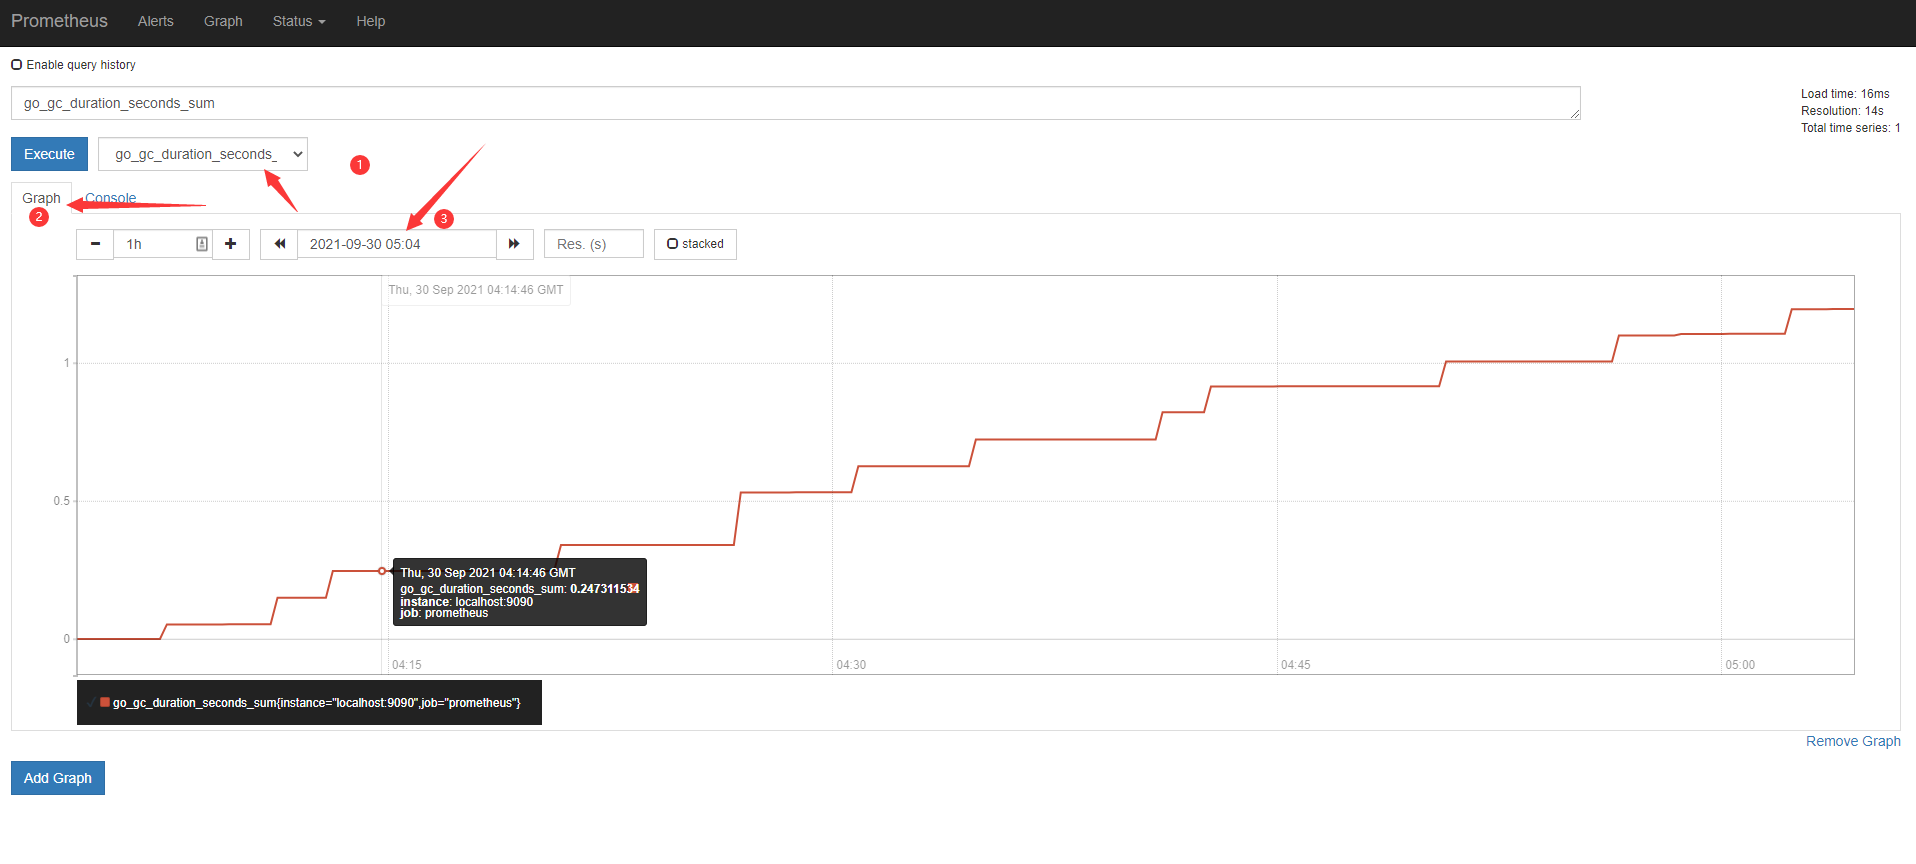 Prometheus Alerts Graph Status Help
Enable query history
go_gc_duration_seconds_sum
Load time: 16ms
Resolution: 14s
Total time series: 1
Execute go_gc_duration_seconds_ 1
Graph Console
2 3
1h 2021-09-30 05:04 Res. (s) stacked
Thu, 30 Sep 2021 04:14:46 GMT
1
0.5
Thu, 30 Sep 2021 04:14:46 GMT
go_gc_duration_seconds_sum: 0.247311534
instance: localhost:9090
job: prometheus
0
04:15 04:30 04:45 05:00
go_gc_duration_seconds_sum{instance="localhost:9090",job="prometheus"}
Remove Graph
Add Graph